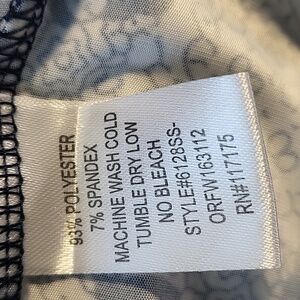 93% POLYESTER
7% SPANDEX
MACHINE WASH COLD
TUMBLE DRY LOW
NO BLEACH
STYLE#6128SS-
ORFW163112
RN#117175